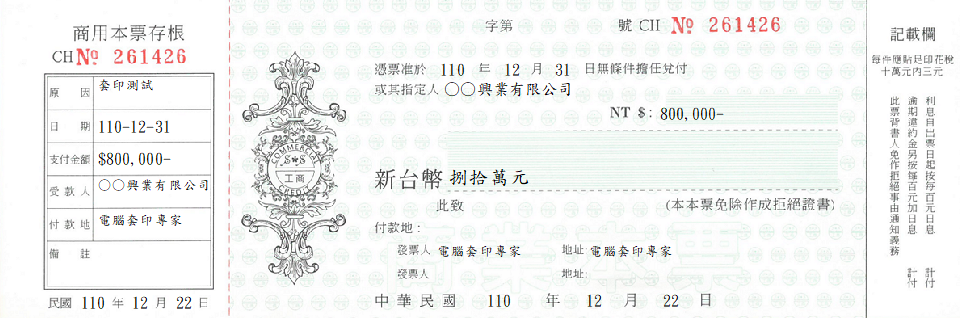 商用本票存根
CH № 261426
原因 套印測試
日期 110-12-31
支付金額 $800,000-
受款人 〇〇興業有限公司
付款地 電腦套印專家
備註
民國 110 年 12 月 22 日
字第 號 CH № 261426
憑票准於 110 年 12 月 31 日無條件擔任兌付
或其指定人 〇〇興業有限公司
NT $: 800,000-
COMMERCIAL
S S
工商
CREDIT
新台幣 捌拾萬元
此致 (本本票免除作成拒絕證書)
付款地:
發票人 電腦套印專家 地址: 電腦套印專家
發票人 地址:
商業本票
中華民國 110 年 12 月 22 日
記載欄
每件應貼足印花稅
十萬元內三元
利息自出票日起按每百元日息 計付
逾期違約金另按每百元加日息 計付
此票背書人免作拒絕事由通知義務